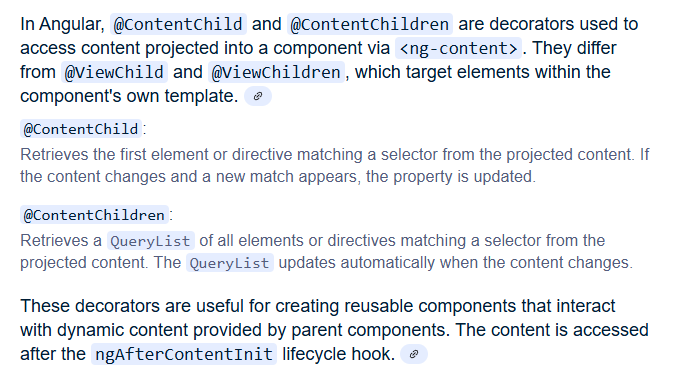 In Angular, @ContentChild and @ContentChildren are decorators used to
access content projected into a component via <ng-content>. They differ
from @ViewChild and @ViewChildren, which target elements within the
component's own template.
@ContentChild:
Retrieves the first element or directive matching a selector from the projected content. If
the content changes and a new match appears, the property is updated.
@ContentChildren:
Retrieves a QueryList of all elements or directives matching a selector from the
projected content. The QueryList updates automatically when the content changes.
These decorators are useful for creating reusable components that interact
with dynamic content provided by parent components. The content is accessed
after the ngAfterContentInit lifecycle hook.